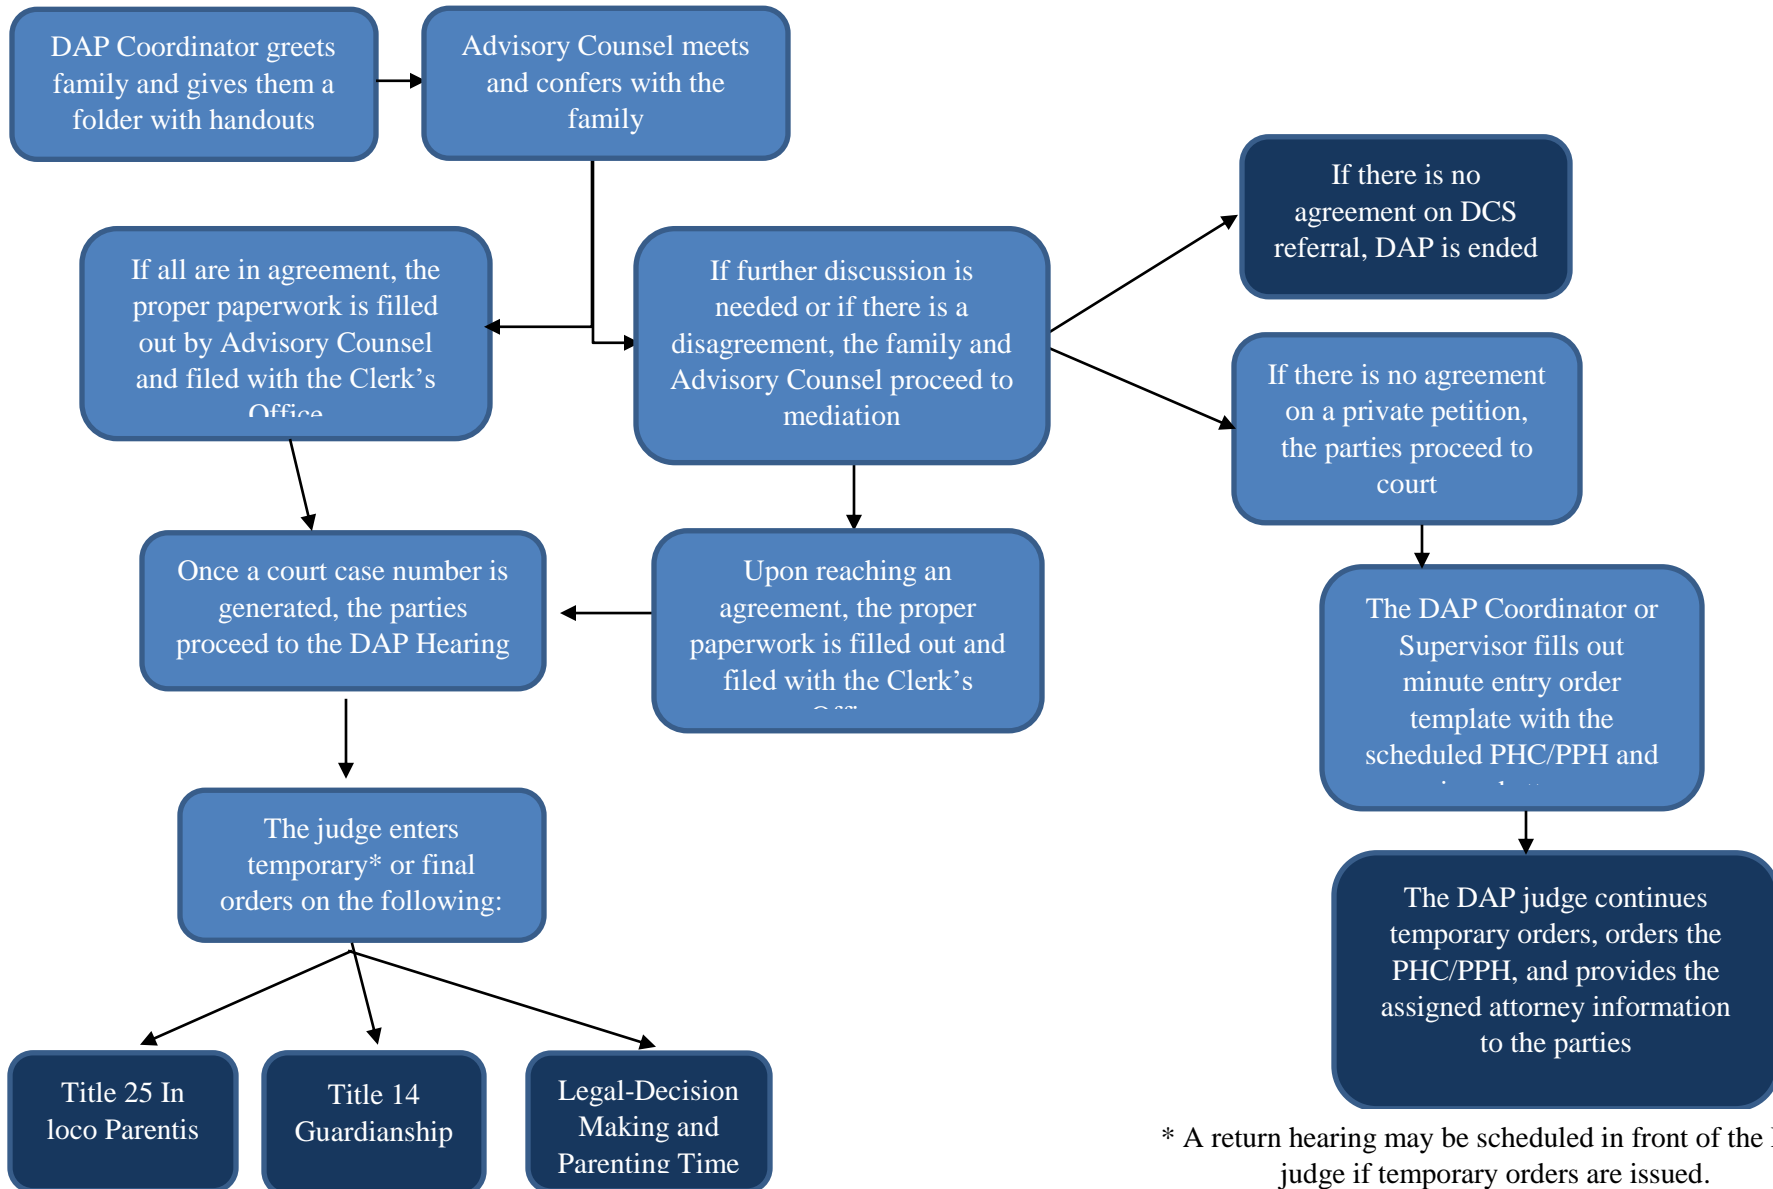 DAP Coordinator greets
family and gives them a
folder with handouts
Advisory Counsel meets
and confers with the
family
If there is no
agreement on DCS
referral, DAP is ended
If all are in agreement, the
proper paperwork is filled
out by Advisory Counsel
and filed with the Clerk’s
Office
If further discussion is
needed or if there is a
disagreement, the family and
Advisory Counsel proceed to
mediation
If there is no agreement
on a private petition,
the parties proceed to
court
Once a court case number is
generated, the parties
proceed to the DAP Hearing
Upon reaching an
agreement, the proper
paperwork is filled out and
filed with the Clerk’s
The DAP Coordinator or
Supervisor fills out
minute entry order
template with the
scheduled PHC/PPH and
The judge enters
temporary* or final
orders on the following:
The DAP judge continues
temporary orders, orders the
PHC/PPH, and provides the
assigned attorney information
to the parties
Title 25 In
loco Parentis
Title 14
Guardianship
Legal-Decision
Making and
Parenting Time
* A return hearing may be scheduled in front of the
judge if temporary orders are issued.